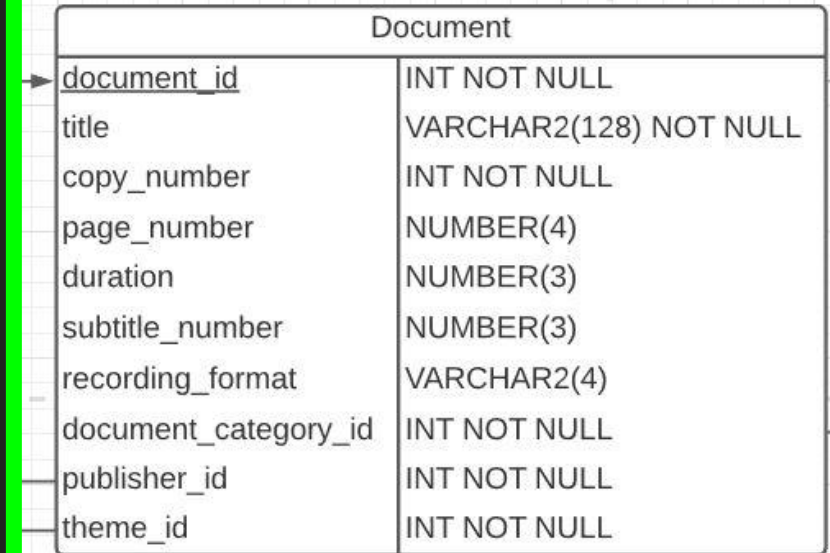 Document
document_id INT NOT NULL
title VARCHAR2(128) NOT NULL
copy_number INT NOT NULL
page_number NUMBER(4)
duration NUMBER(3)
subtitle_number NUMBER(3)
recording_format VARCHAR2(4)
document_category_id INT NOT NULL
publisher_id INT NOT NULL
theme_id INT NOT NULL